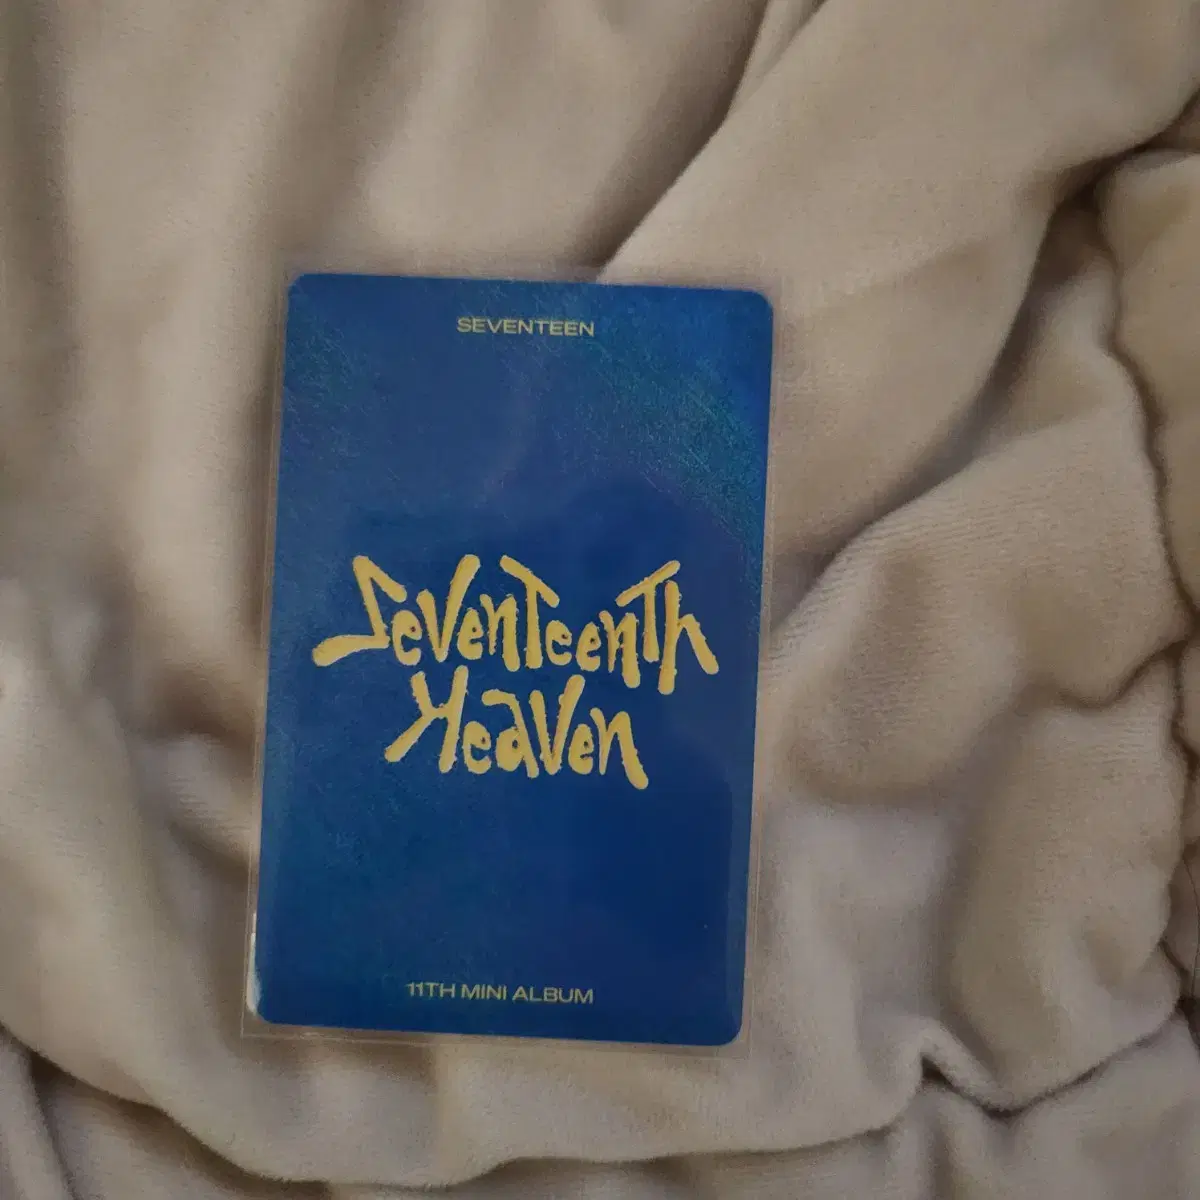 SEVENTEEN
SevenTeenTh
Heaven
11TH MINI ALBUM